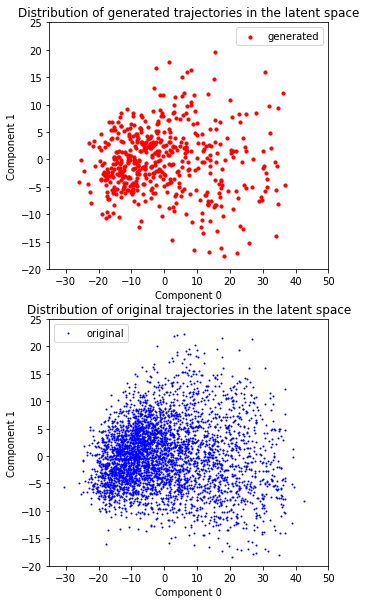 Distribution of generated trajectories in the latent space
25
20
15
10
5
0
−5
−10
−15
−20
Component 1
generated
−30 −20 −10 0 10 20 30 40 50
Component 0
Distribution of original trajectories in the latent space
25
20
15
10
5
0
−5
−10
−15
−20
Component 1
original
−30 −20 −10 0 10 20 30 40 50
Component 0